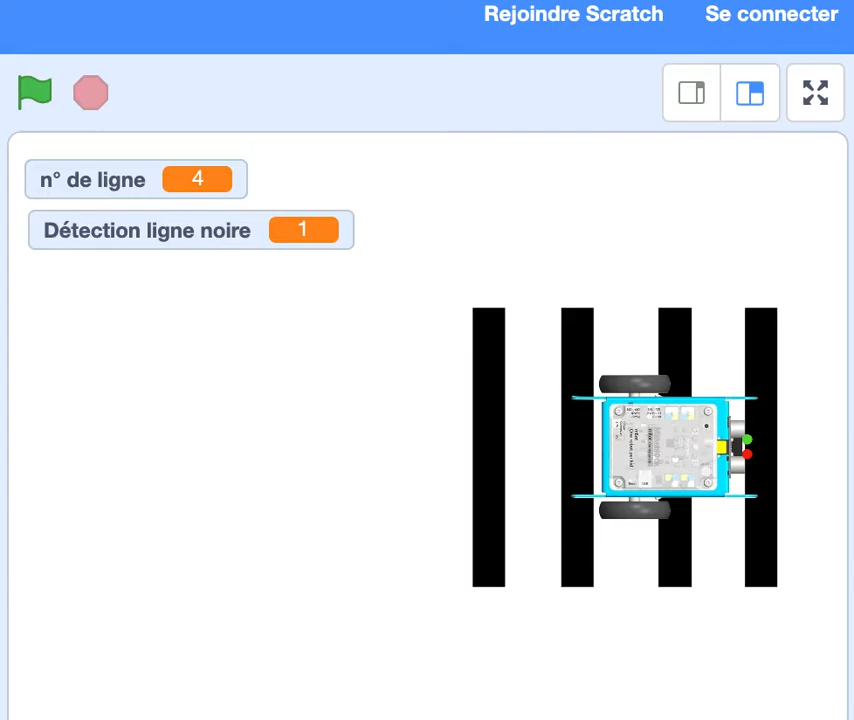 Rejoindre Scratch Se connecter
n° de ligne 4
Détection ligne noire 1